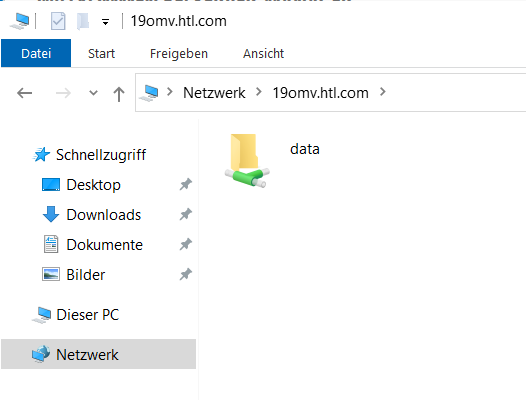 19omv.htl.com
Datei Start Freigeben Ansicht
Netzwerk 19omv.htl.com
data
Schnellzugriff
Desktop
Downloads
Dokumente
Bilder
Dieser PC
Netzwerk